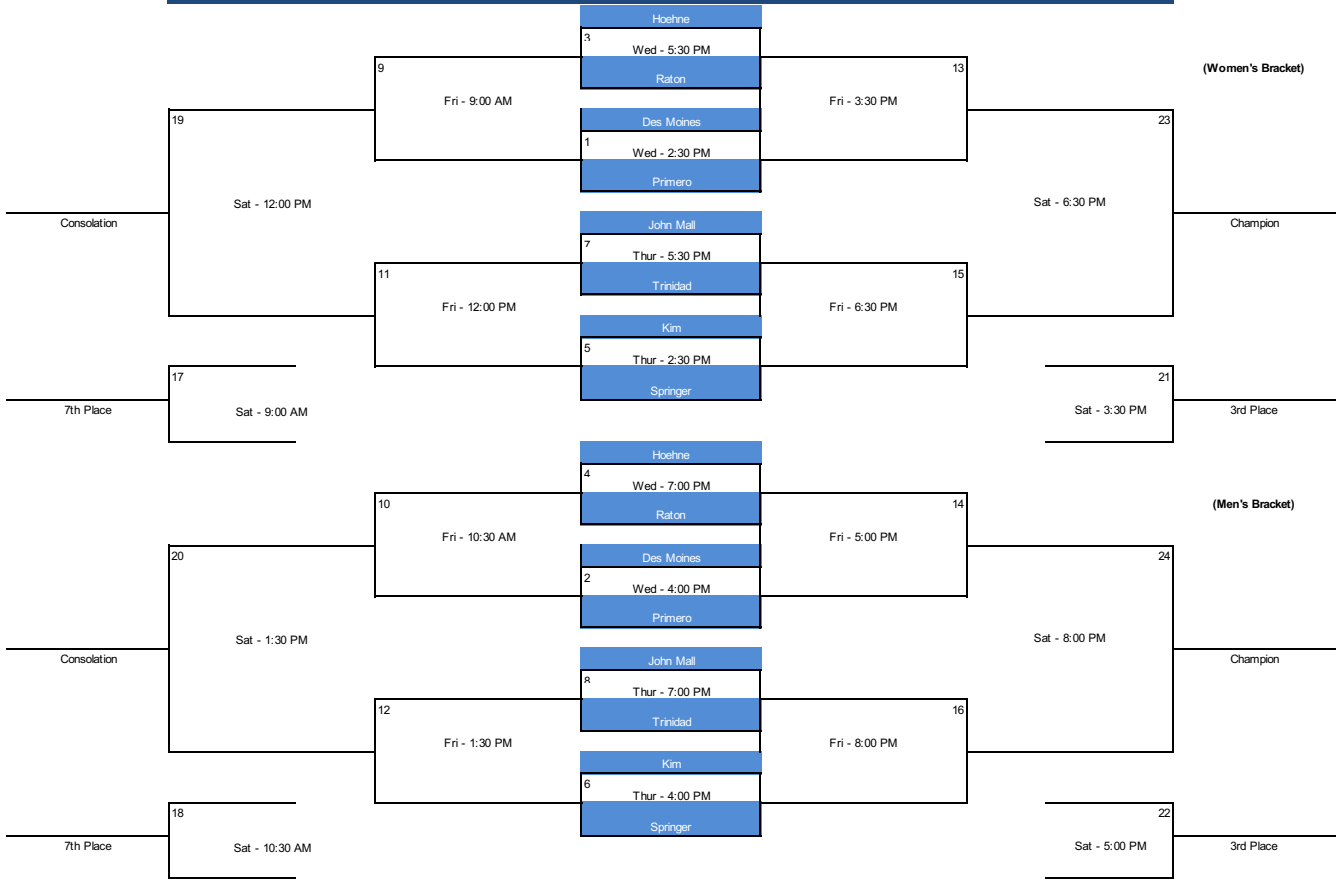 Hoehne
3
Wed - 5:30 PM
9
13
(Women's Bracket)
Raton
Fri - 9:00 AM
Fri - 3:30 PM
19
Des Moines
23
1
Wed - 2:30 PM
Primero
Sat - 12:00 PM
Sat - 6:30 PM
Consolation
John Mall
Champion
7
Thur - 5:30 PM
11
15
Trinidad
Fri - 12:00 PM
Fri - 6:30 PM
Kim
5
Thur - 2:30 PM
17
21
Springer
7th Place
Sat - 9:00 AM
Sat - 3:30 PM
3rd Place
Hoehne
4
Wed - 7:00 PM
10
14
(Men's Bracket)
Raton
Fri - 10:30 AM
Fri - 5:00 PM
20
Des Moines
24
2
Wed - 4:00 PM
Primero
Sat - 1:30 PM
Sat - 8:00 PM
Consolation
John Mall
Champion
8
Thur - 7:00 PM
12
16
Trinidad
Fri - 1:30 PM
Fri - 8:00 PM
Kim
6
Thur - 4:00 PM
18
22
Springer
7th Place
Sat - 10:30 AM
Sat - 5:00 PM
3rd Place